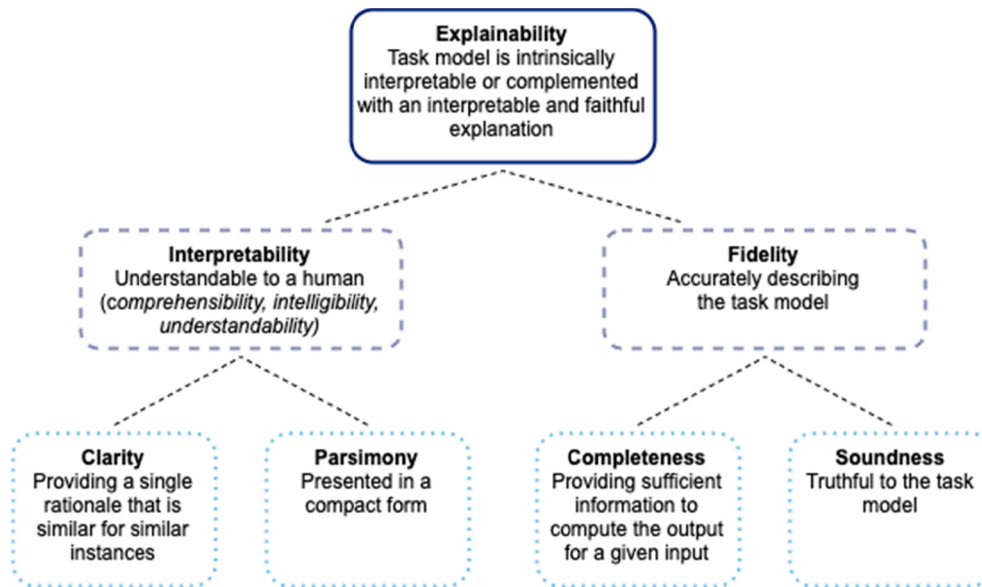 Explainability
Task model is intrinsically
interpretable or complemented
with an interpretable and faithful
explanation
Interpretability
Understandable to a human
(comprehensibility, intelligibility,
understandability)
Fidelity
Accurately describing
the task model
Clarity
Providing a single
rationale that is
similar for similar
instances
Parsimony
Presented in a
compact form
Completeness
Providing sufficient
information to
compute the output
for a given input
Soundness
Truthful to the task
model